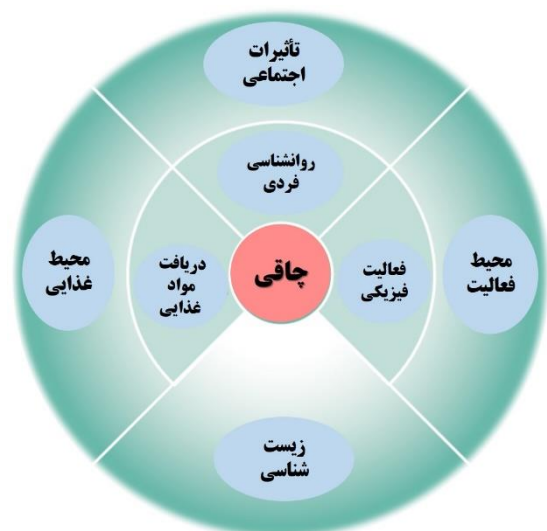 تأثیرات
اجتماعی
روانشناسی
فردی
محیط
فعالیت
فعالیت
فیزیکی
چاقی
دریافت
مواد
غذایی
محیط
غذایی
زیست
شناسی